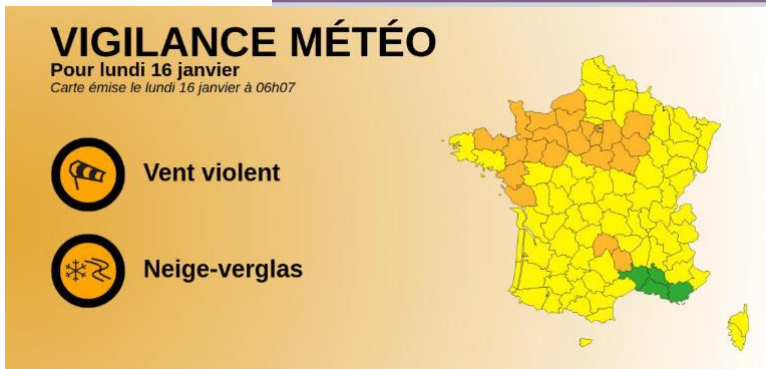 VIGILANCE MÉTÉO
Pour lundi 16 janvier
Carte émise le lundi 16 janvier à 06h07
Vent violent
Neige-verglas